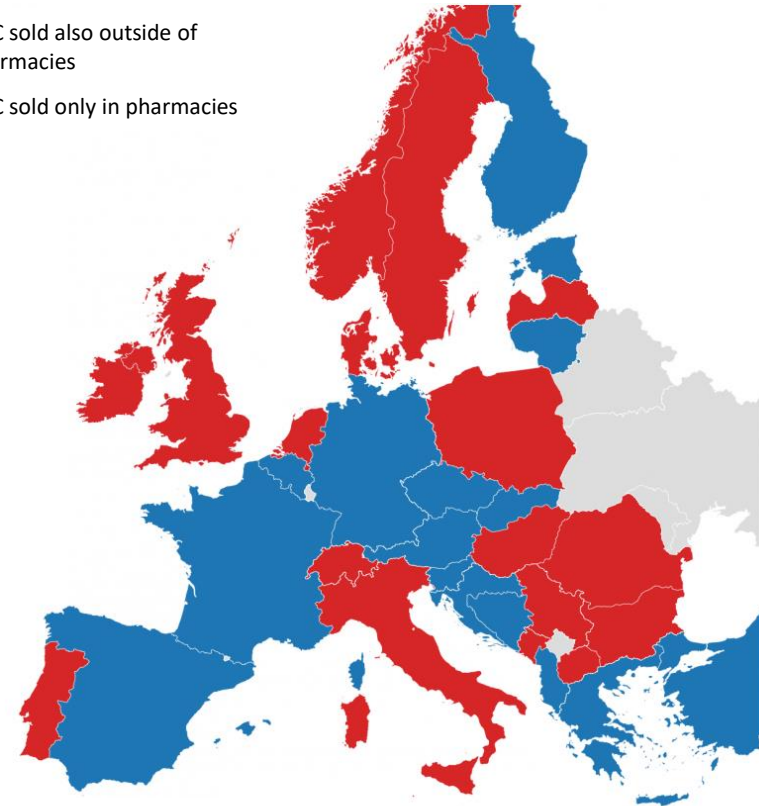 C sold also outside of
rmacies
C sold only in pharmacies